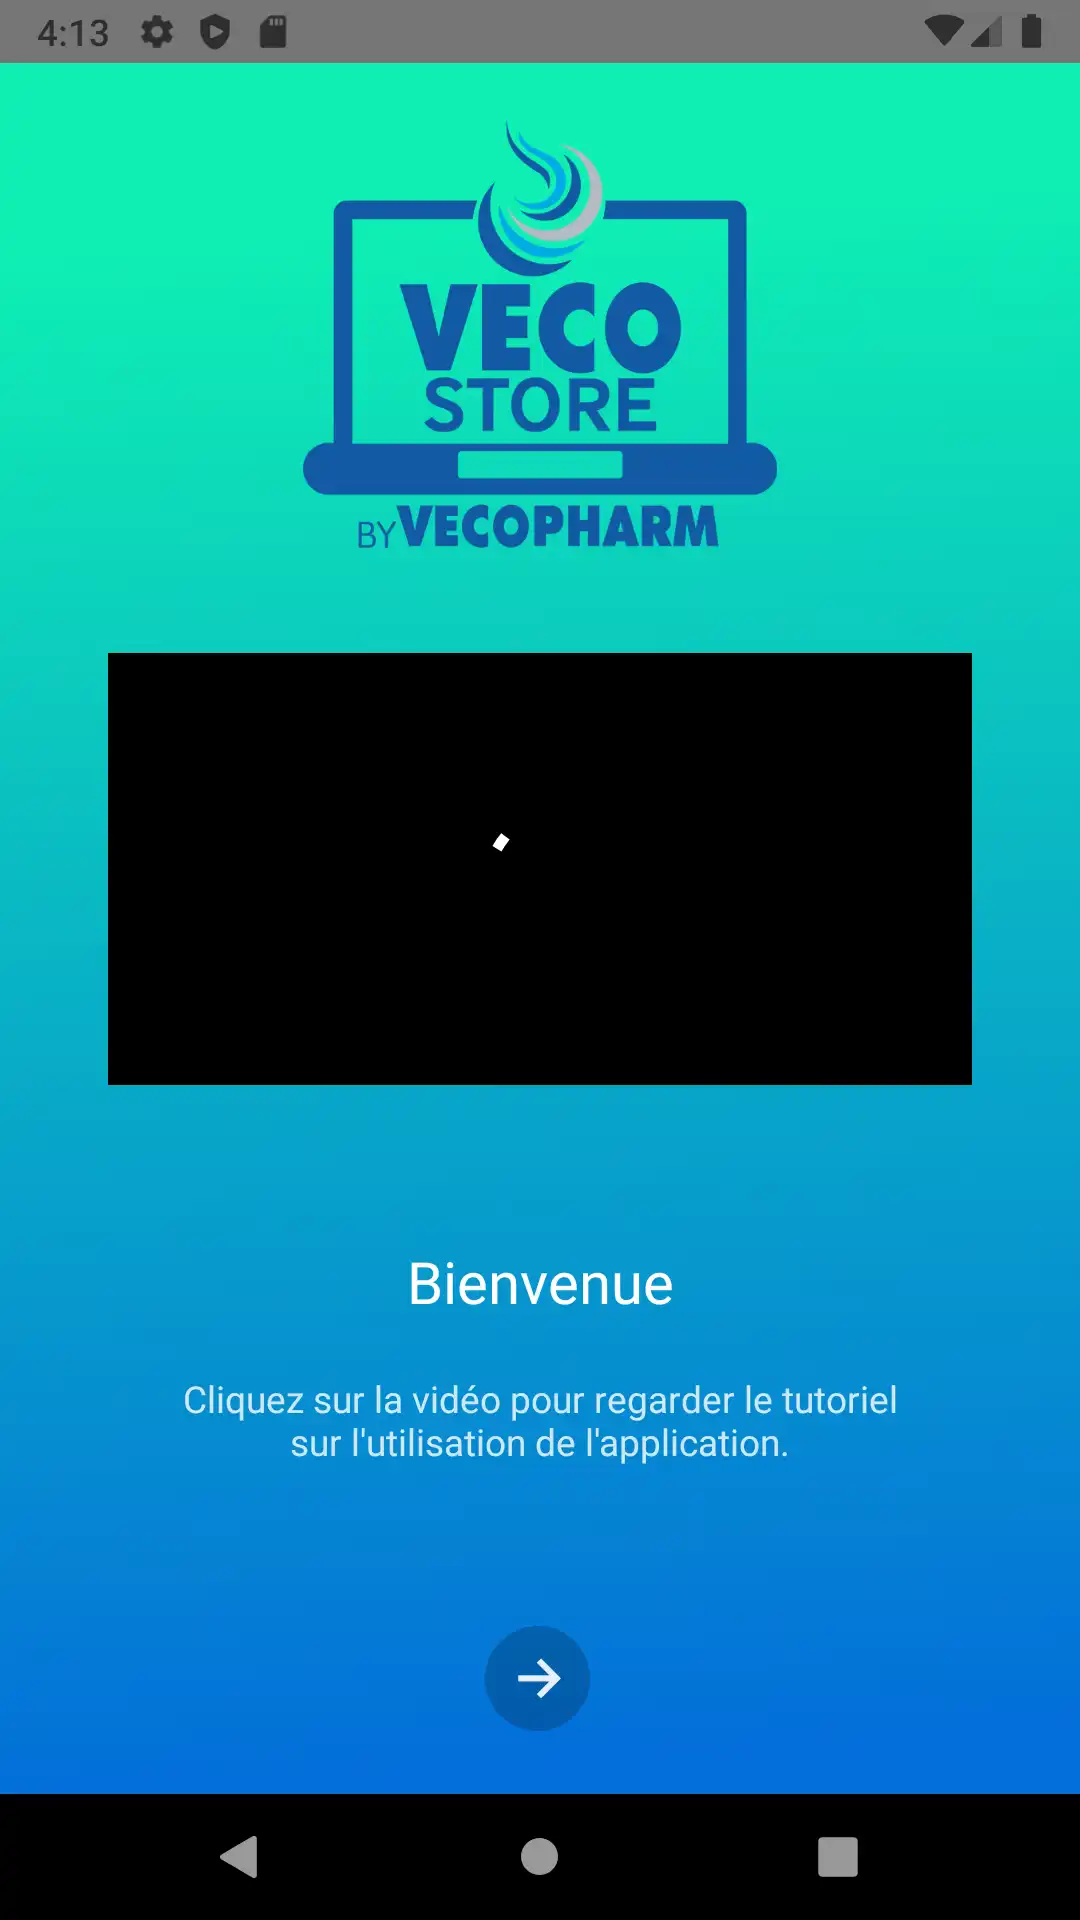 4:13
VECO
STORE
BY VECOPHARM
Bienvenue
Cliquez sur la vidéo pour regarder le tutoriel
sur l'utilisation de l'application.